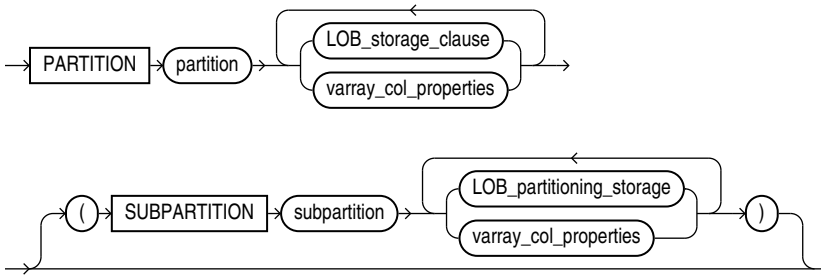 LOB_storage_clause
PARTITION partition
varray_col_properties
LOB_partitioning_storage
( SUBPARTITION subpartition )
varray_col_properties